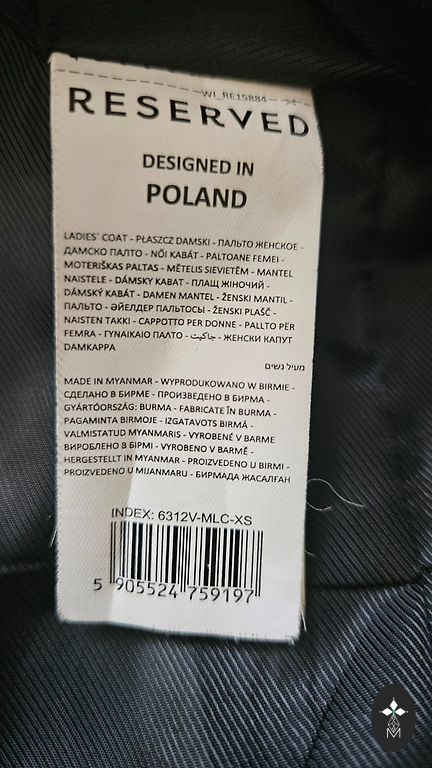 WI_RE15884
RESERVED
DESIGNED IN
POLAND
LADIES` COAT - PŁASZCZ DAMSKI - ПАЛЬТО ЖЕНСКОЕ -
ДАМСКО ПАЛТО - NŐI KABÁT - PALTOANE FEMEI -
MOTERIŠKAS PALTAS - MĒTELIS SIEVIETĒM - MANTEL
NAISTELE - DÁMSKY KABAT - ПЛАЩ ЖІНОЧИЙ -
DÁMSKÝ KABÁT - DAMEN MANTEL - ŽENSKI MANTIL -
ПАЛЬТО - ӘЙЕЛДЕР ПАЛЬТОСЫ - ŽENSKI PLAŠČ -
NAISTEN TAKKI - CAPPOTTO PER DONNE - PALLTO PËR
FEMRA - ΓΥΝΑΙΚΑΙΟ ΠΑΛΤΟ - جاكيت - ЖЕНСКИ КАПУТ
DAMKAPPA
מעיל נשים
MADE IN MYANMAR - WYPRODUKOWANO W BIRMIE -
СДЕЛАНО В БИРМЕ - ПРОИЗВЕДЕНО В БИРМА -
GYÁRTÓORSZÁG: BURMA - FABRICATE ÎN BURMA -
PAGAMINTA BIRMOJE - IZGATAVOTS BIRMĀ -
VALMISTATUD MYANMARIS - VYROBENÉ V BARME
ВИРОБЛЕНО В БІРМІ - VYROBENO V BARMĚ -
HERGESTELLT IN MYANMAR - PROIZVEDENO U BIRMI -
PROIZVEDENO U MIJANMARU - БИРМАДА ЖАСАЛҒАН
INDEX: 6312V-MLC-XS
5 905524 759197
M